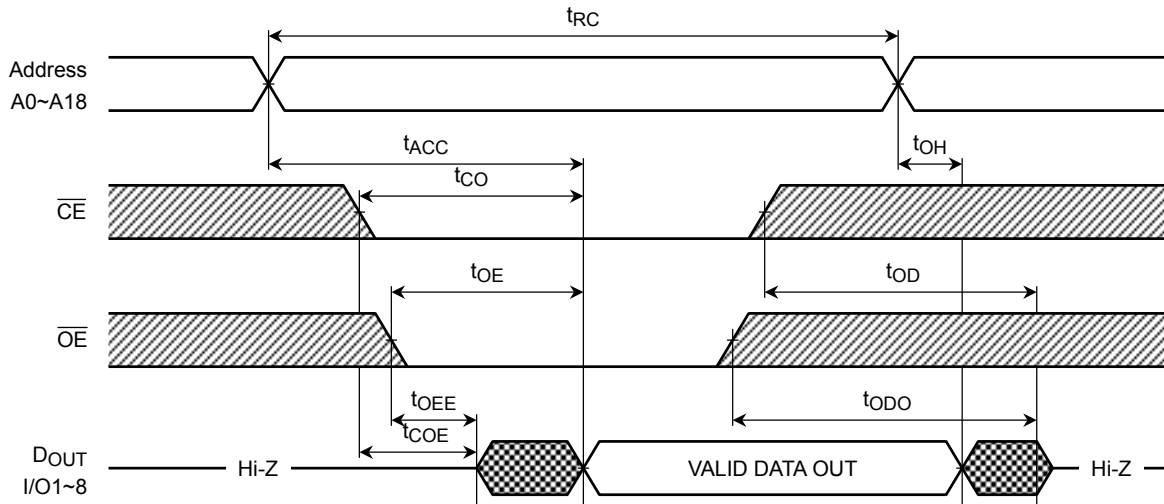 tRC
Address
A0~A18
tACC
tOH
tCO
CE
tOE
tOD
OE
tOEE
tODO
tCOE
DOUT
I/O1~8
Hi-Z
VALID DATA OUT
Hi-Z